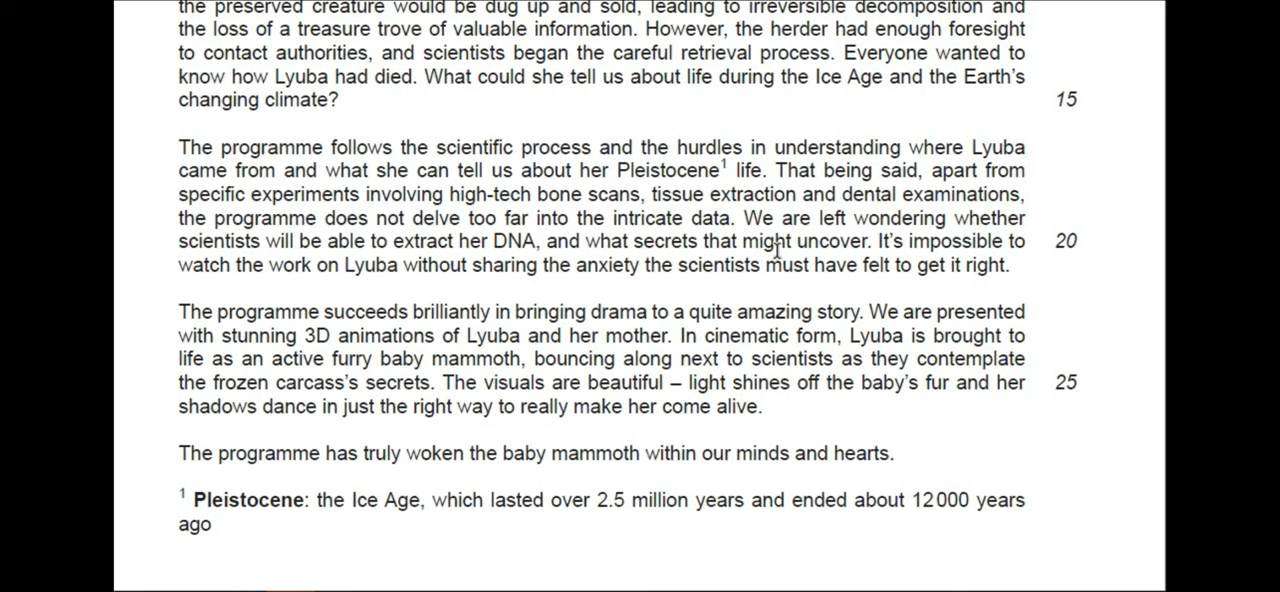 the preserved creature would be dug up and sold, leading to irreversible decomposition and
the loss of a treasure trove of valuable information. However, the herder had enough foresight
to contact authorities, and scientists began the careful retrieval process. Everyone wanted to
know how Lyuba had died. What could she tell us about life during the Ice Age and the Earth's
changing climate? 15
The programme follows the scientific process and the hurdles in understanding where Lyuba
came from and what she can tell us about her Pleistocene¹ life. That being said, apart from
specific experiments involving high-tech bone scans, tissue extraction and dental examinations,
the programme does not delve too far into the intricate data. We are left wondering whether
scientists will be able to extract her DNA, and what secrets that might uncover. It's impossible to 20
watch the work on Lyuba without sharing the anxiety the scientists must have felt to get it right.
The programme succeeds brilliantly in bringing drama to a quite amazing story. We are presented
with stunning 3D animations of Lyuba and her mother. In cinematic form, Lyuba is brought to
life as an active furry baby mammoth, bouncing along next to scientists as they contemplate
the frozen carcass's secrets. The visuals are beautiful – light shines off the baby's fur and her 25
shadows dance in just the right way to really make her come alive.
The programme has truly woken the baby mammoth within our minds and hearts.
¹ Pleistocene: the Ice Age, which lasted over 2.5 million years and ended about 12 000 years
ago